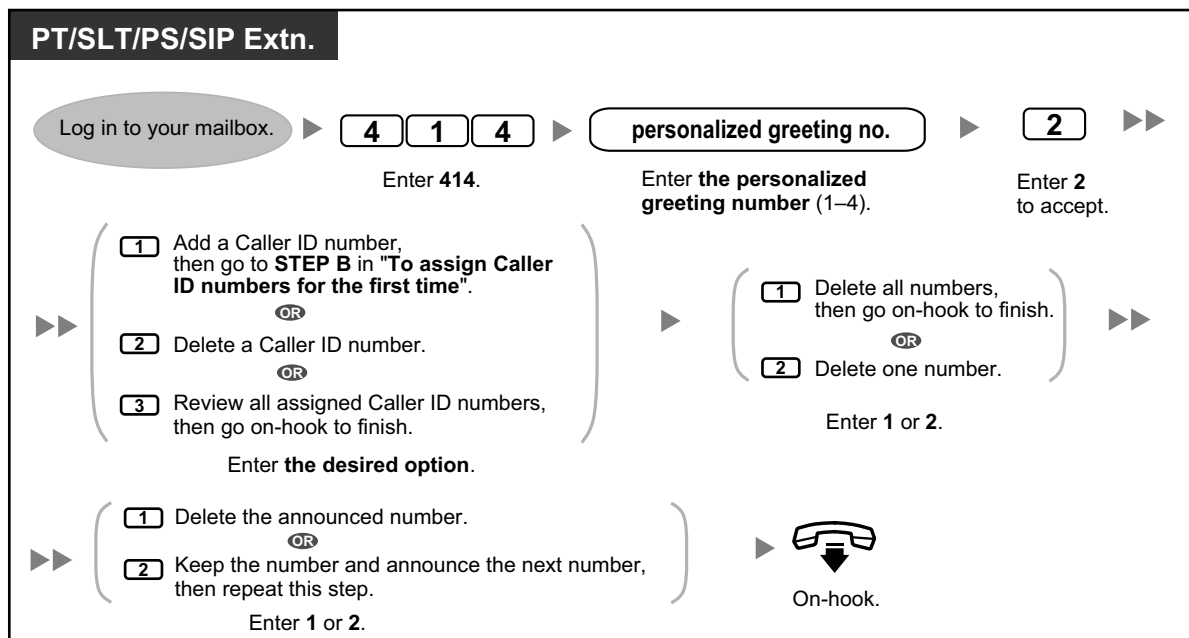 PT/SLT/PS/SIP Extn.
Log in to your mailbox.
4 1 4
personalized greeting no.
2
Enter 414.
Enter the personalized
greeting number (1–4).
Enter 2
to accept.
1 Add a Caller ID number,
then go to STEP B in "To assign Caller
ID numbers for the first time".
OR
2 Delete a Caller ID number.
OR
3 Review all assigned Caller ID numbers,
then go on-hook to finish.
Enter the desired option.
1 Delete all numbers,
then go on-hook to finish.
OR
2 Delete one number.
Enter 1 or 2.
1 Delete the announced number.
OR
2 Keep the number and announce the next number,
then repeat this step.
Enter 1 or 2.
On-hook.